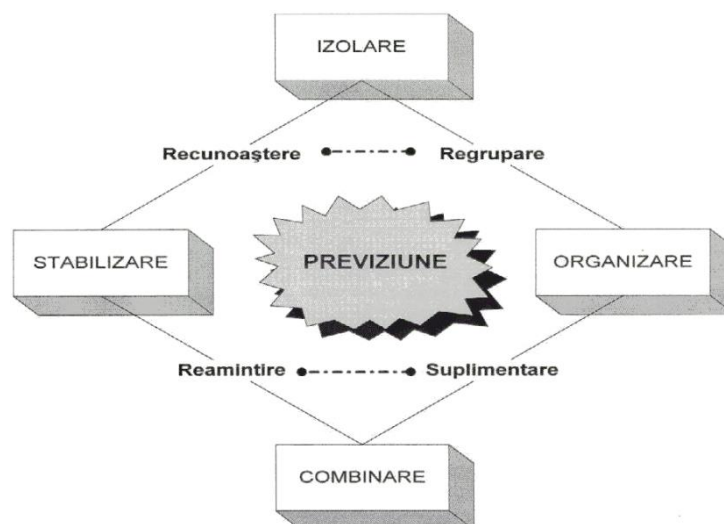 IZOLARE
Recunoaştere
Regrupare
STABILIZARE
PREVIZIUNE
ORGANIZARE
Reamintire
Suplimentare
COMBINARE